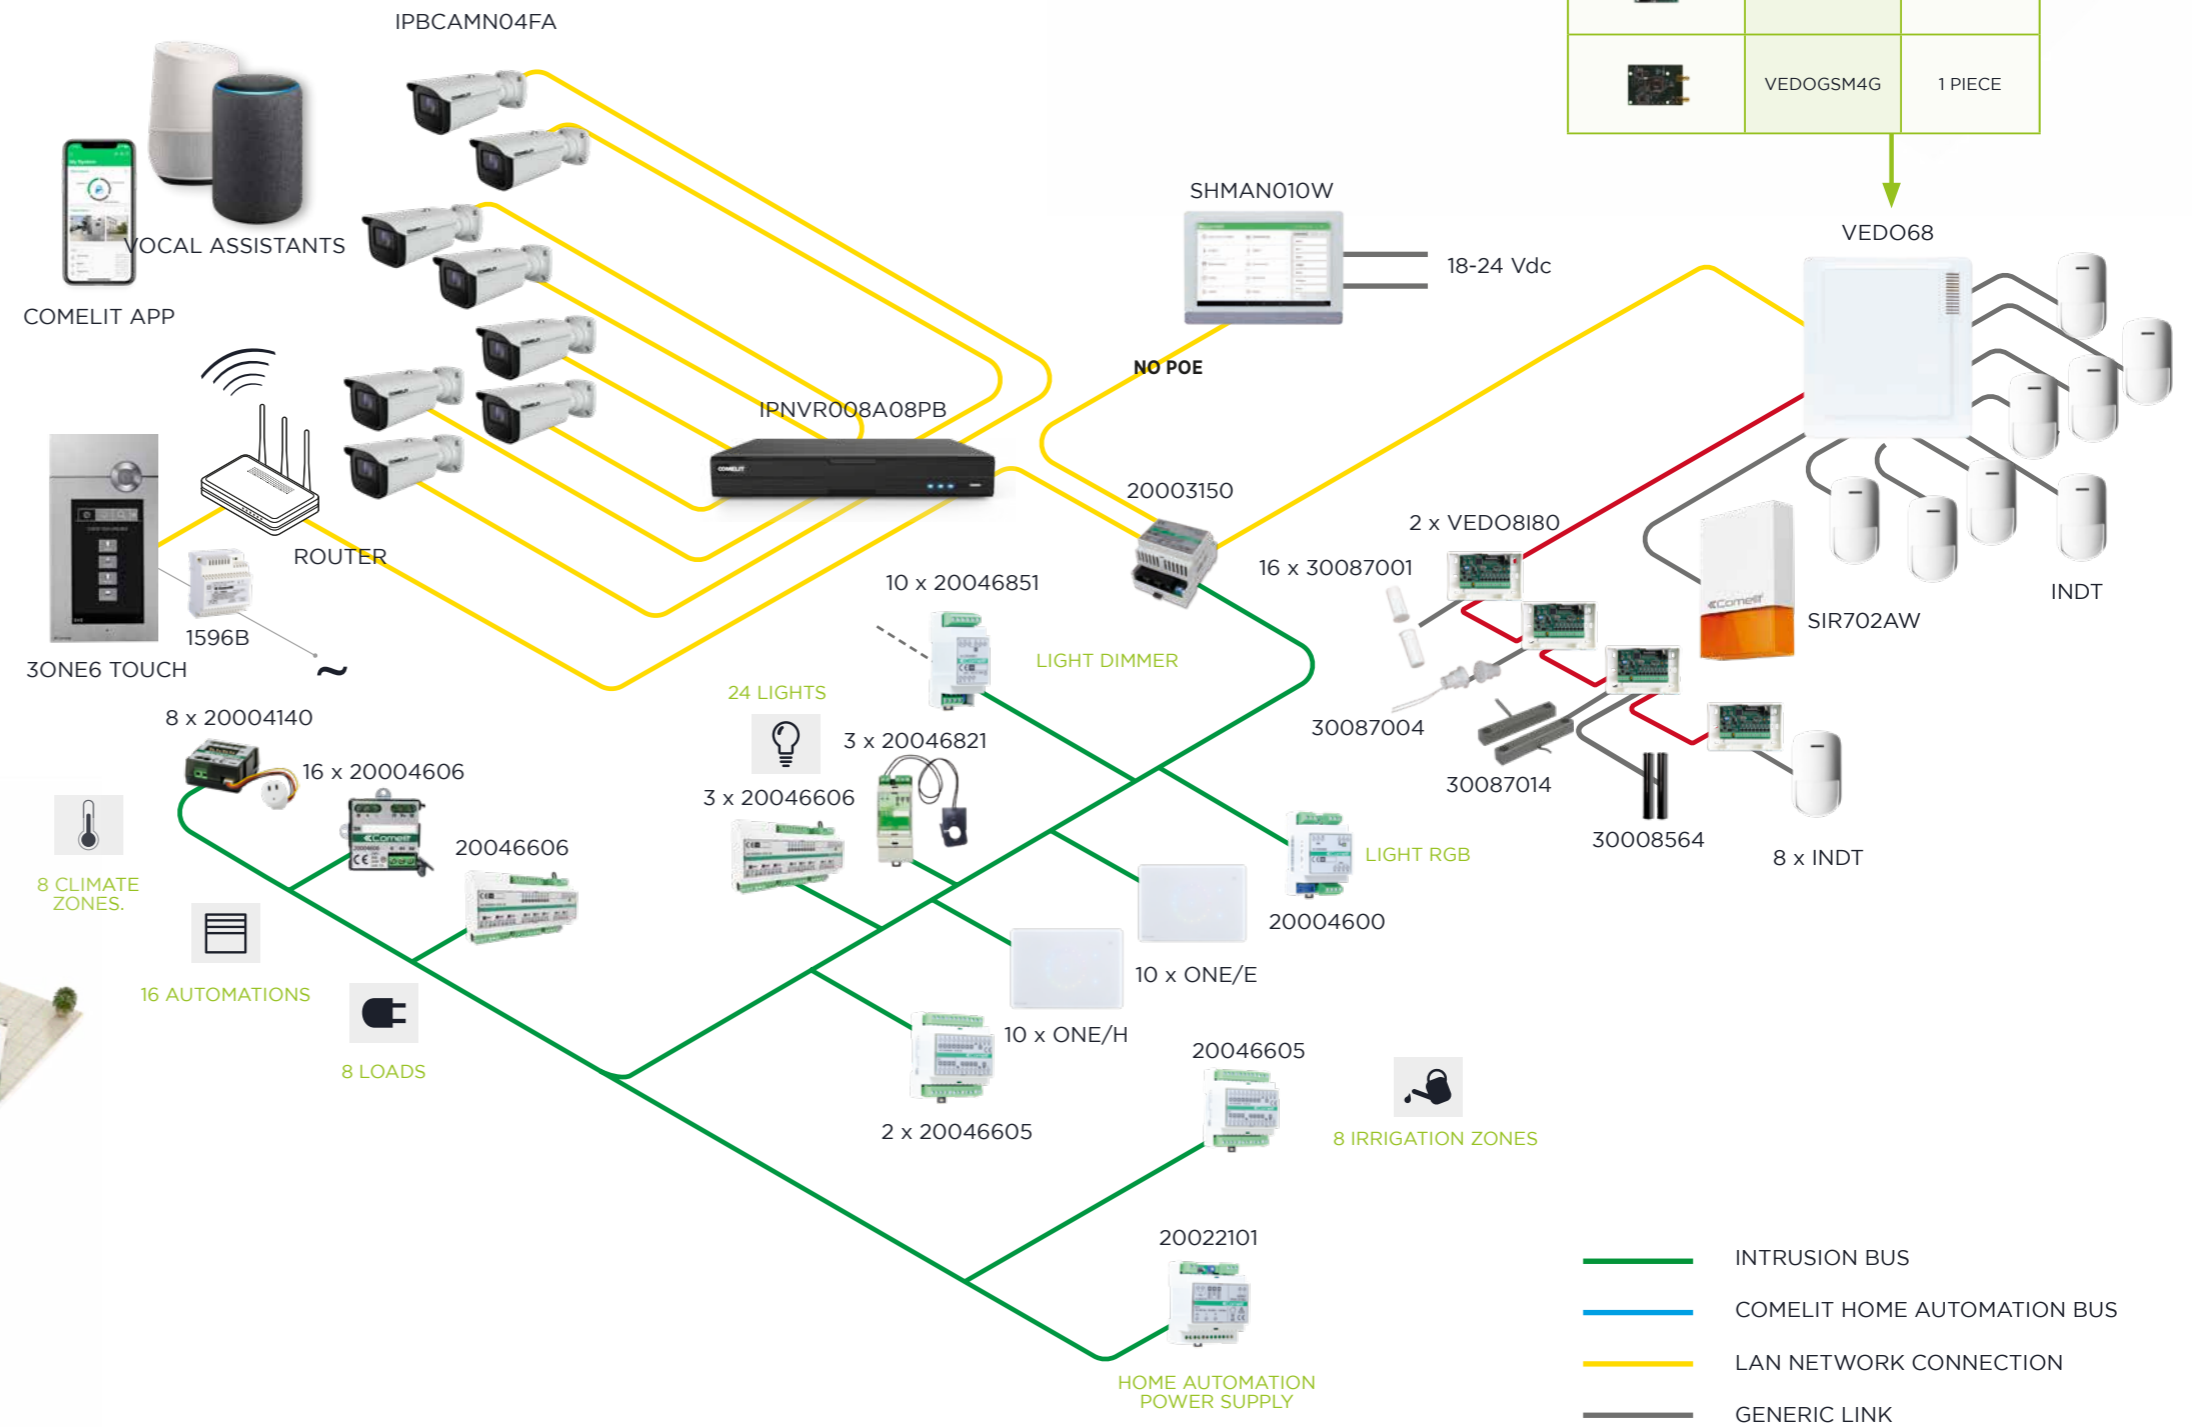 IPBCAMN04FA
VEDOGSM4G
1 PIECE
VOCAL ASSISTANTS
COMELIT APP
SHMAN010W
18-24 Vdc
NO POE
VEDO68
IPNVR008A08PB
COMELIT
20003150
ROUTER
1596B
3ONE6 TOUCH
2 x VEDO8I80
16 x 30087001
30087004
30087014
30008564
8 x INDT
INDT
SIR702AW
Comelit
10 x 20046851
LIGHT DIMMER
24 LIGHTS
3 x 20046821
3 x 20046606
8 x 20004140
16 x 20004606
Comelit
20046606
8 CLIMATE
ZONES.
16 AUTOMATIONS
8 LOADS
LIGHT RGB
20004600
10 x ONE/E
10 x ONE/H
2 x 20046605
20046605
8 IRRIGATION ZONES
20022101
HOME AUTOMATION
POWER SUPPLY
INTRUSION BUS
COMELIT HOME AUTOMATION BUS
LAN NETWORK CONNECTION
GENERIC LINK